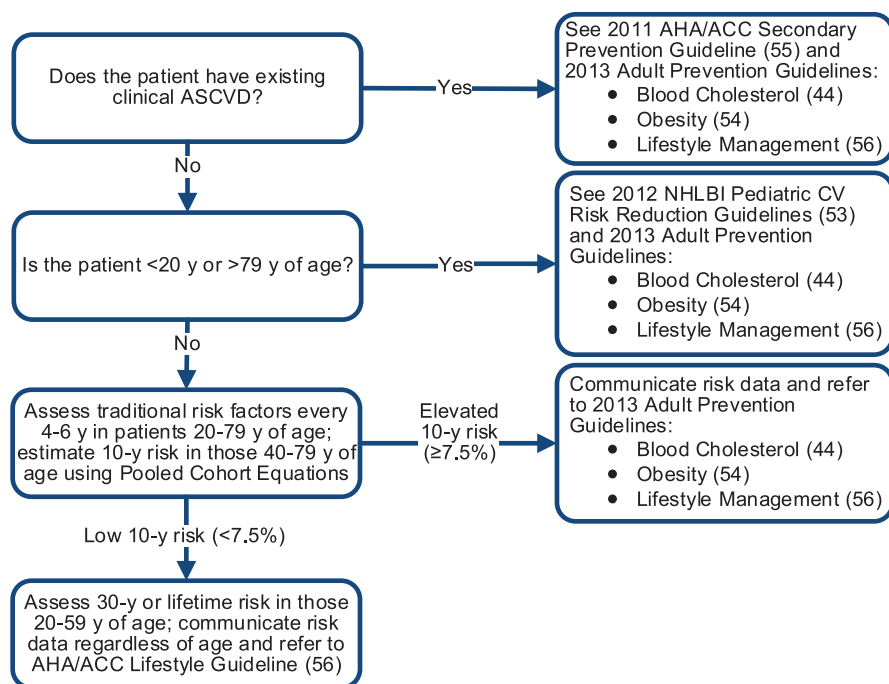 Does the patient have existing
clinical ASCVD?
Yes
See 2011 AHA/ACC Secondary
Prevention Guideline (55) and
2013 Adult Prevention Guidelines:
• Blood Cholesterol (44)
• Obesity (54)
• Lifestyle Management (56)
No
Is the patient <20 y or >79 y of age?
Yes
See 2012 NHLBI Pediatric CV
Risk Reduction Guidelines (53)
and 2013 Adult Prevention
Guidelines:
• Blood Cholesterol (44)
• Obesity (54)
• Lifestyle Management (56)
No
Assess traditional risk factors every
4-6 y in patients 20-79 y of age;
estimate 10-y risk in those 40-79 y of
age using Pooled Cohort Equations
Elevated
10-y risk
(≥7.5%)
Communicate risk data and refer
to 2013 Adult Prevention
Guidelines:
• Blood Cholesterol (44)
• Obesity (54)
• Lifestyle Management (56)
Low 10-y risk (<7.5%)
Assess 30-y or lifetime risk in those
20-59 y of age; communicate risk
data regardless of age and refer to
AHA/ACC Lifestyle Guideline (56)